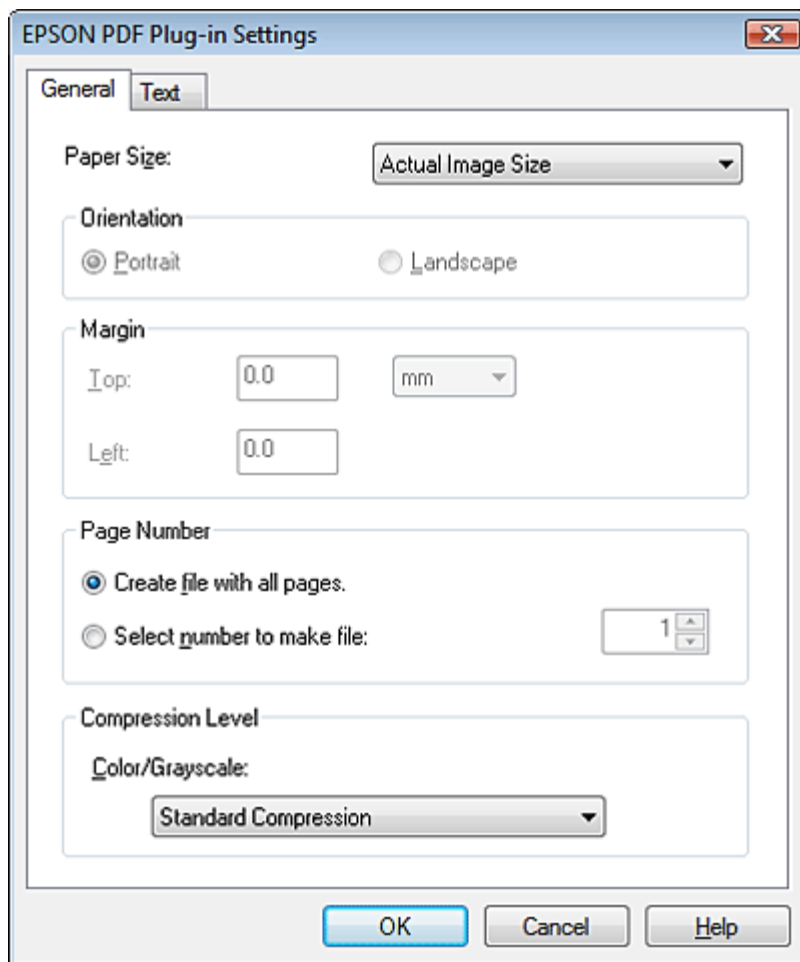 EPSON PDF Plug-in Settings
General Text
Paper Size: Actual Image Size
Orientation
Portrait Landscape
Margin
Top: 0.0 mm
Left: 0.0
Page Number
Create file with all pages.
Select number to make file: 1
Compression Level
Color/Grayscale:
Standard Compression
OK Cancel Help